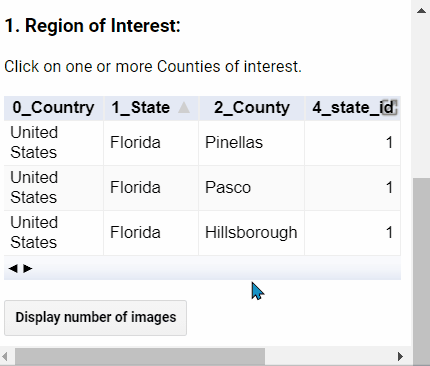 1. Region of Interest:
Click on one or more Counties of interest.
0_Country 1_State 2_County 4_state_id
United States Florida Pinellas 1
United States Florida Pasco 1
United States Florida Hillsborough 1
Display number of images